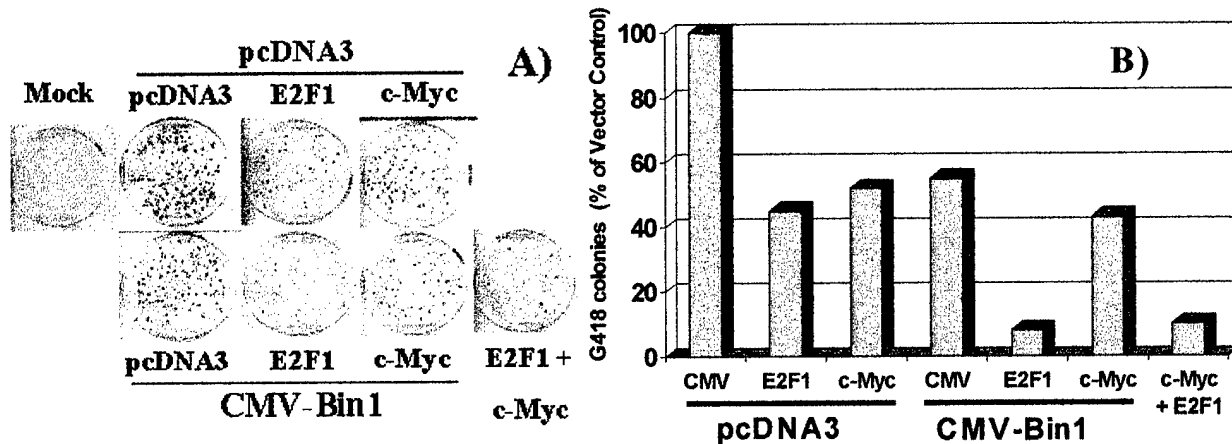 pcDNA3
A)
Mock pcDNA3 E2F1 c-Myc
pcDNA3 E2F1 c-Myc E2F1 +
CMV-Bin1 c-Myc
B)
G418 colonies (% of Vector Control)
100
80
60
40
20
0
CMV E2F1 c-Myc CMV E2F1 c-Myc c-Myc
+ E2F1
pcDNA3 CMV-Bin1